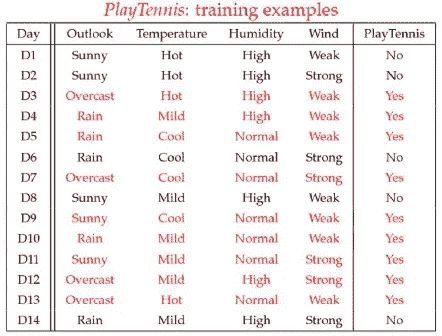 PlayTennis: training examples
Day Outlook Temperature Humidity Wind PlayTennis
D1 Sunny Hot High Weak No
D2 Sunny Hot High Strong No
D3 Overcast Hot High Weak Yes
D4 Rain Mild High Weak Yes
D5 Rain Cool Normal Weak Yes
D6 Rain Cool Normal Strong No
D7 Overcast Cool Normal Strong Yes
D8 Sunny Mild High Weak No
D9 Sunny Cool Normal Weak Yes
D10 Rain Mild Normal Weak Yes
D11 Sunny Mild Normal Strong Yes
D12 Overcast Mild High Strong Yes
D13 Overcast Hot Normal Weak Yes
D14 Rain Mild High Strong No